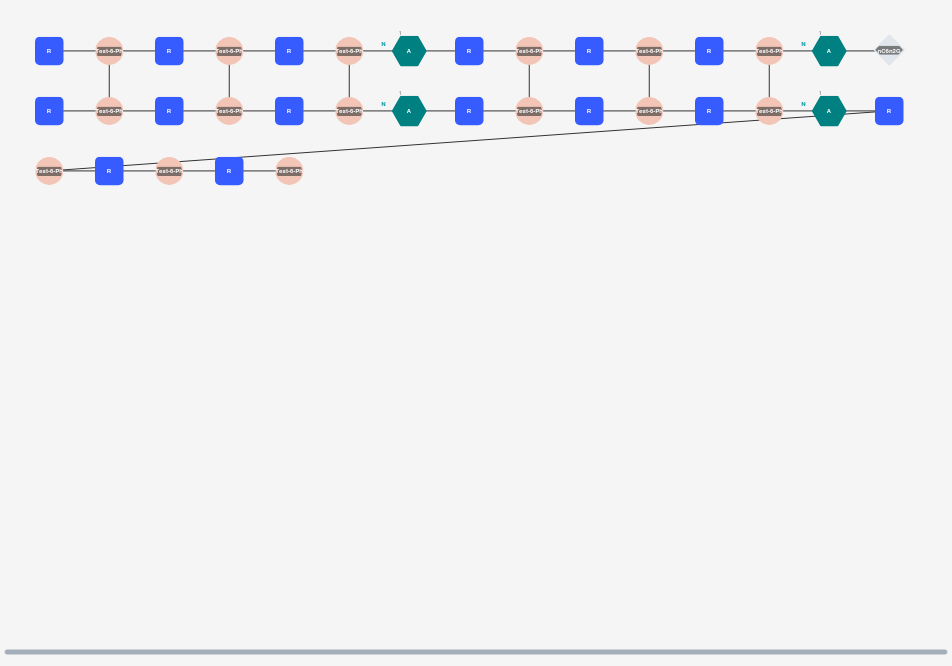 1 1
R Test-6-Ph R Test-6-Ph R Test-6-Ph N A R Test-6-Ph R Test-6-Ph R Test-6-Ph N A nC6n2G
1 1
R Test-6-Ph R Test-6-Ph R Test-6-Ph N A R Test-6-Ph R Test-6-Ph R Test-6-Ph N A R
Test-6-Ph R Test-6-Ph R Test-6-Ph